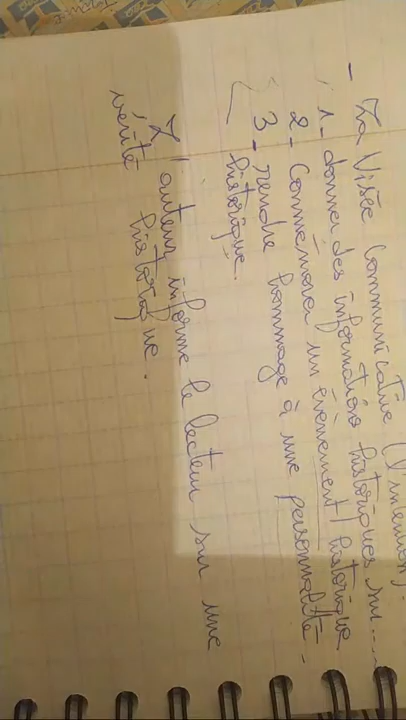 - La Visée Communicative (l'intention).
1- donner des informations historiques sur....
2- Commémorer un évènement historique
3- rendre hommage à une personnalité
historique.
L'auteur informe le lecteur sur une
vérité historique.